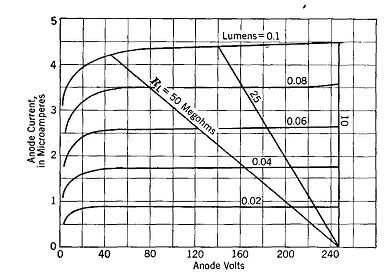 5
4
3
2
1
0
Anode Current,
in Microamperes
Lumens=0.1
0.08
0.06
0.04
0.02
R_L = 50 Megohms
25
10
0 40 80 120 160 200 240
Anode Volts